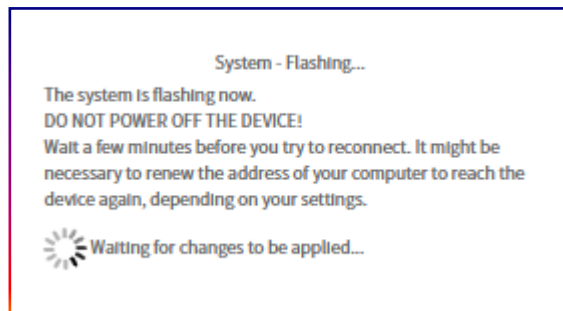 System - Flashing...
The system is flashing now.
DO NOT POWER OFF THE DEVICE!
Wait a few minutes before you try to reconnect. It might be
necessary to renew the address of your computer to reach the
device again, depending on your settings.
Waiting for changes to be applied...